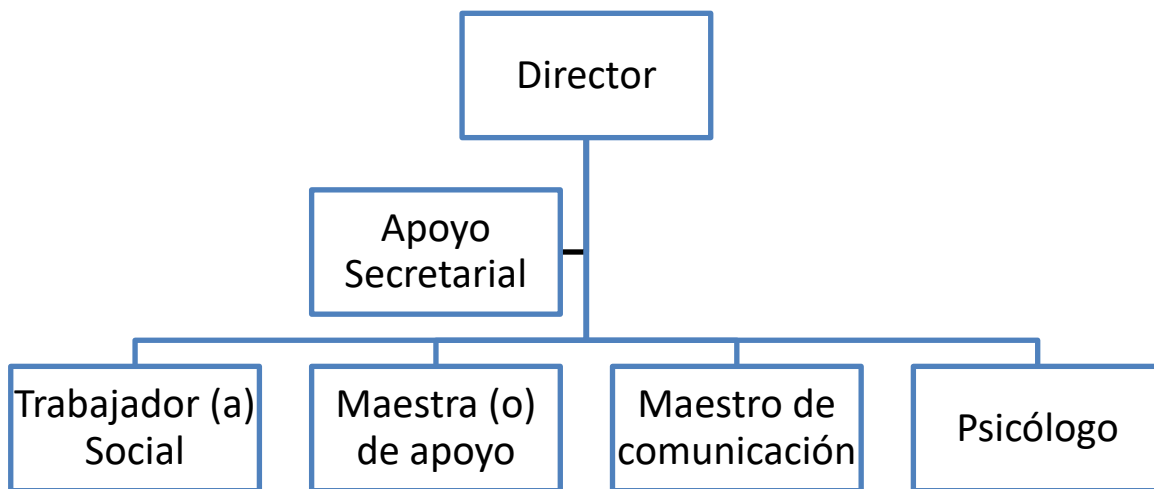 Director
Apoyo
Secretarial
Trabajador (a)
Social
Maestra (o)
de apoyo
Maestro de
comunicación
Psicólogo